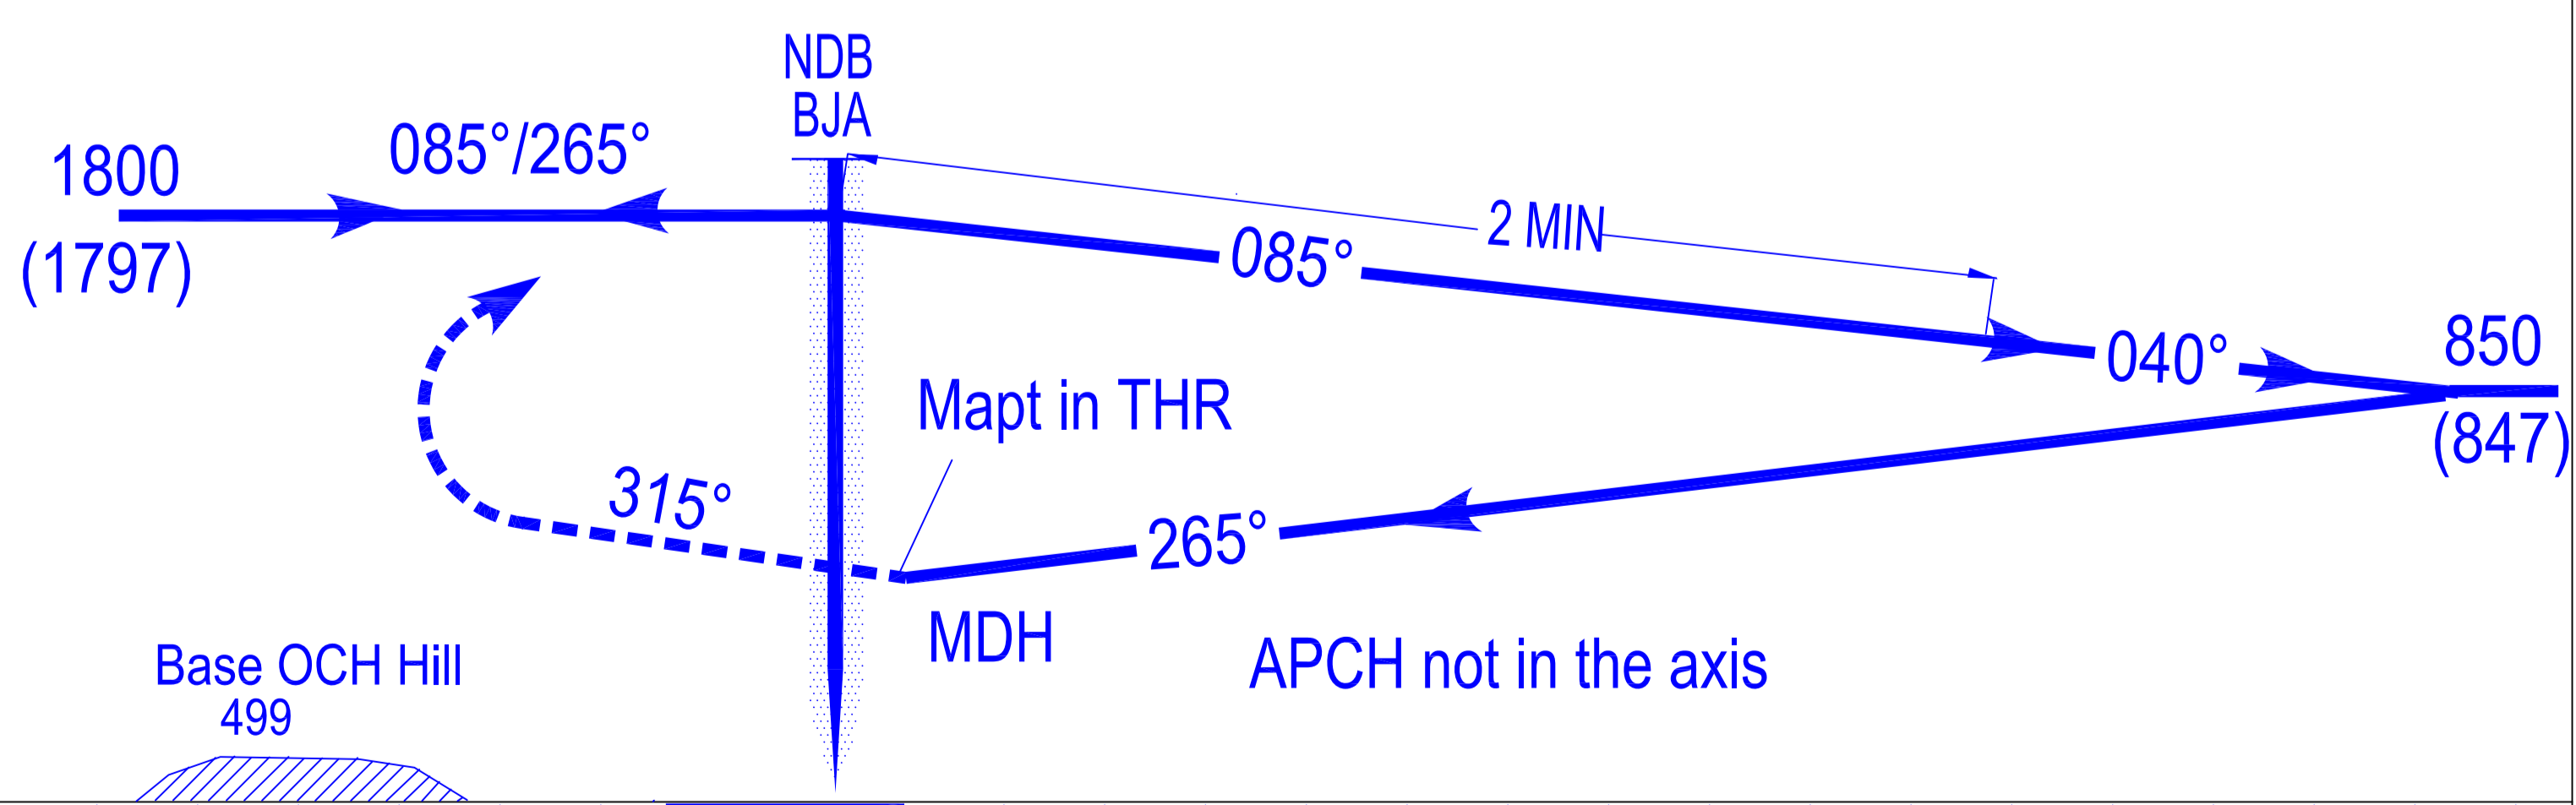 NDB
BJA
1800
085°/265°
(1797)
2 MIN
085°
040°
850
(847)
Mapt in THR
315°
265°
MDH
Base OCH Hill
499
APCH not in the axis